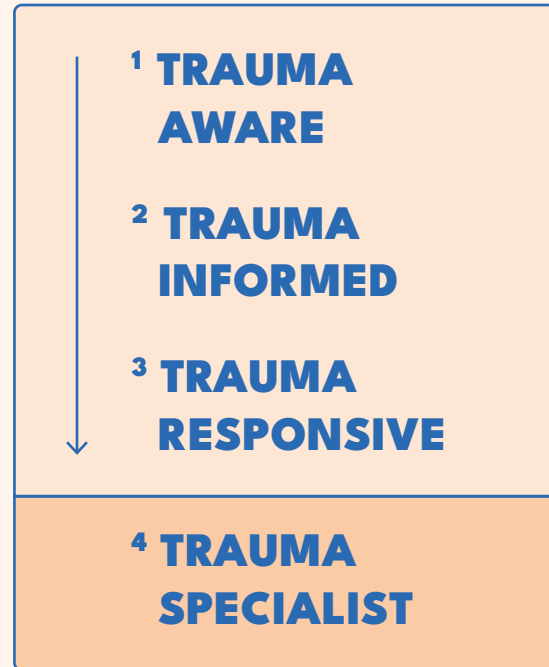 ¹ TRAUMA
AWARE
² TRAUMA
INFORMED
³ TRAUMA
RESPONSIVE
⁴ TRAUMA
SPECIALIST